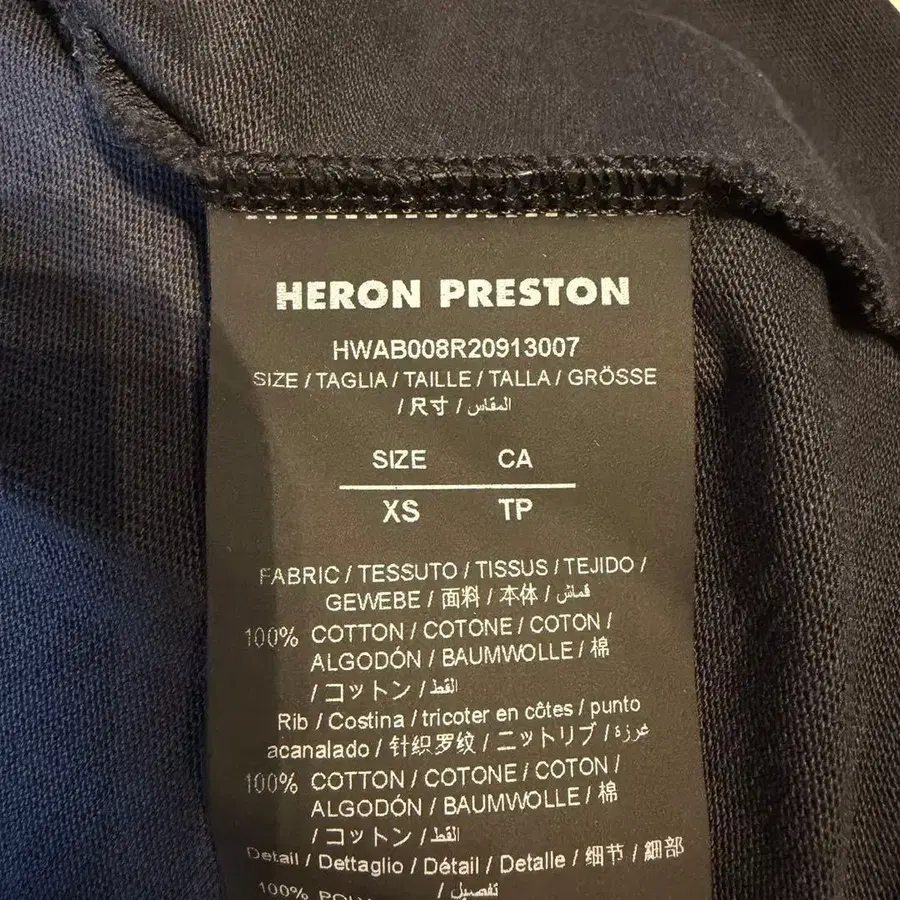 HERON PRESTON
HWAB008R20913007
SIZE / TAGLIA / TAILLE / TALLA / GRÖSSE
/ 尺寸 / المقاس
SIZE CA
XS TP
FABRIC / TESSUTO / TISSUS / TEJIDO /
GEWEBE / 面料 / 本体 / قماش
100% COTTON / COTONE / COTON /
ALGODÓN / BAUMWOLLE / 棉
/ コットン / القط
Rib / Costina / tricoter en côtes / punto
acanalado / 针织罗纹 / ニットリブ / غرزة
100% COTTON / COTONE / COTON /
ALGODÓN / BAUMWOLLE / 棉
/ コットン / القط
Detail / Dettaglio / Détail / Detalle / 细节 / 細部
/ تفصيل
100%